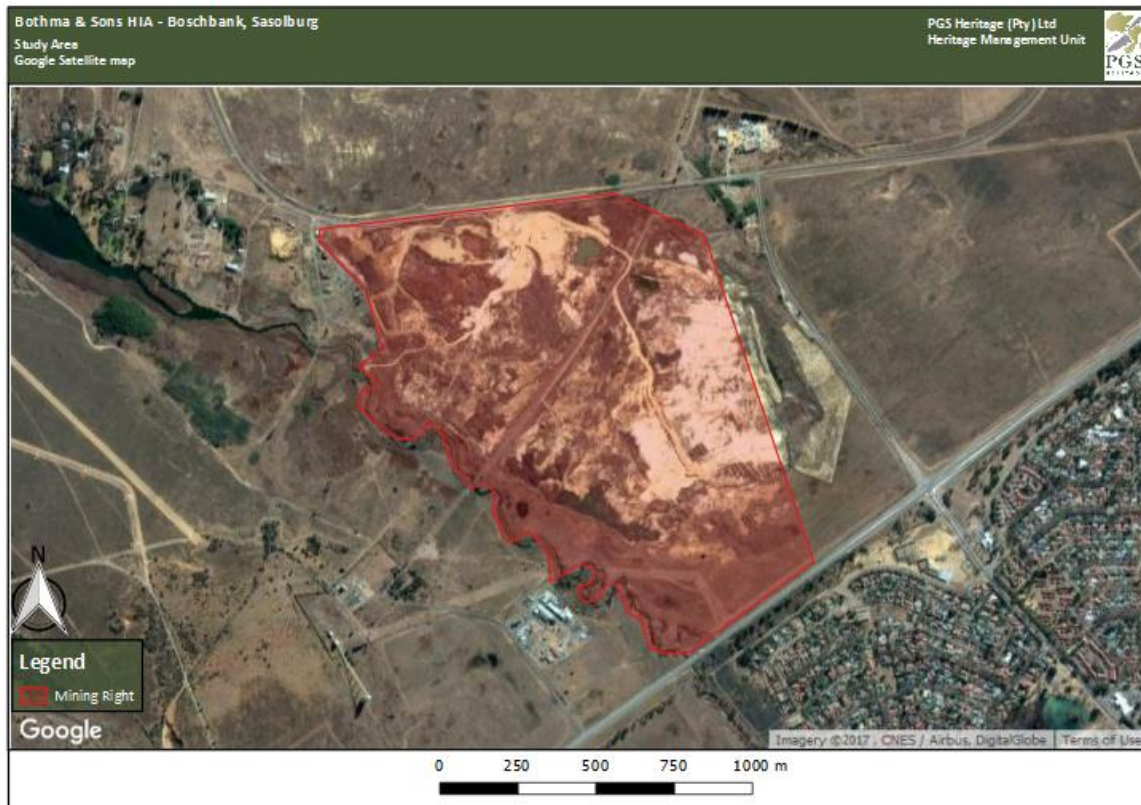 Bothma & Sons HIA - Boschbank, Sasolburg
Study Area
Google Satellite map
PGS Heritage (Pty) Ltd
Heritage Management Unit
PGS
HERITAGE
N
Legend
Mining Right
Google
Imagery ©2017 , CNES / Airbus, DigitalGlobe
Terms of Use
0 250 500 750 1000 m